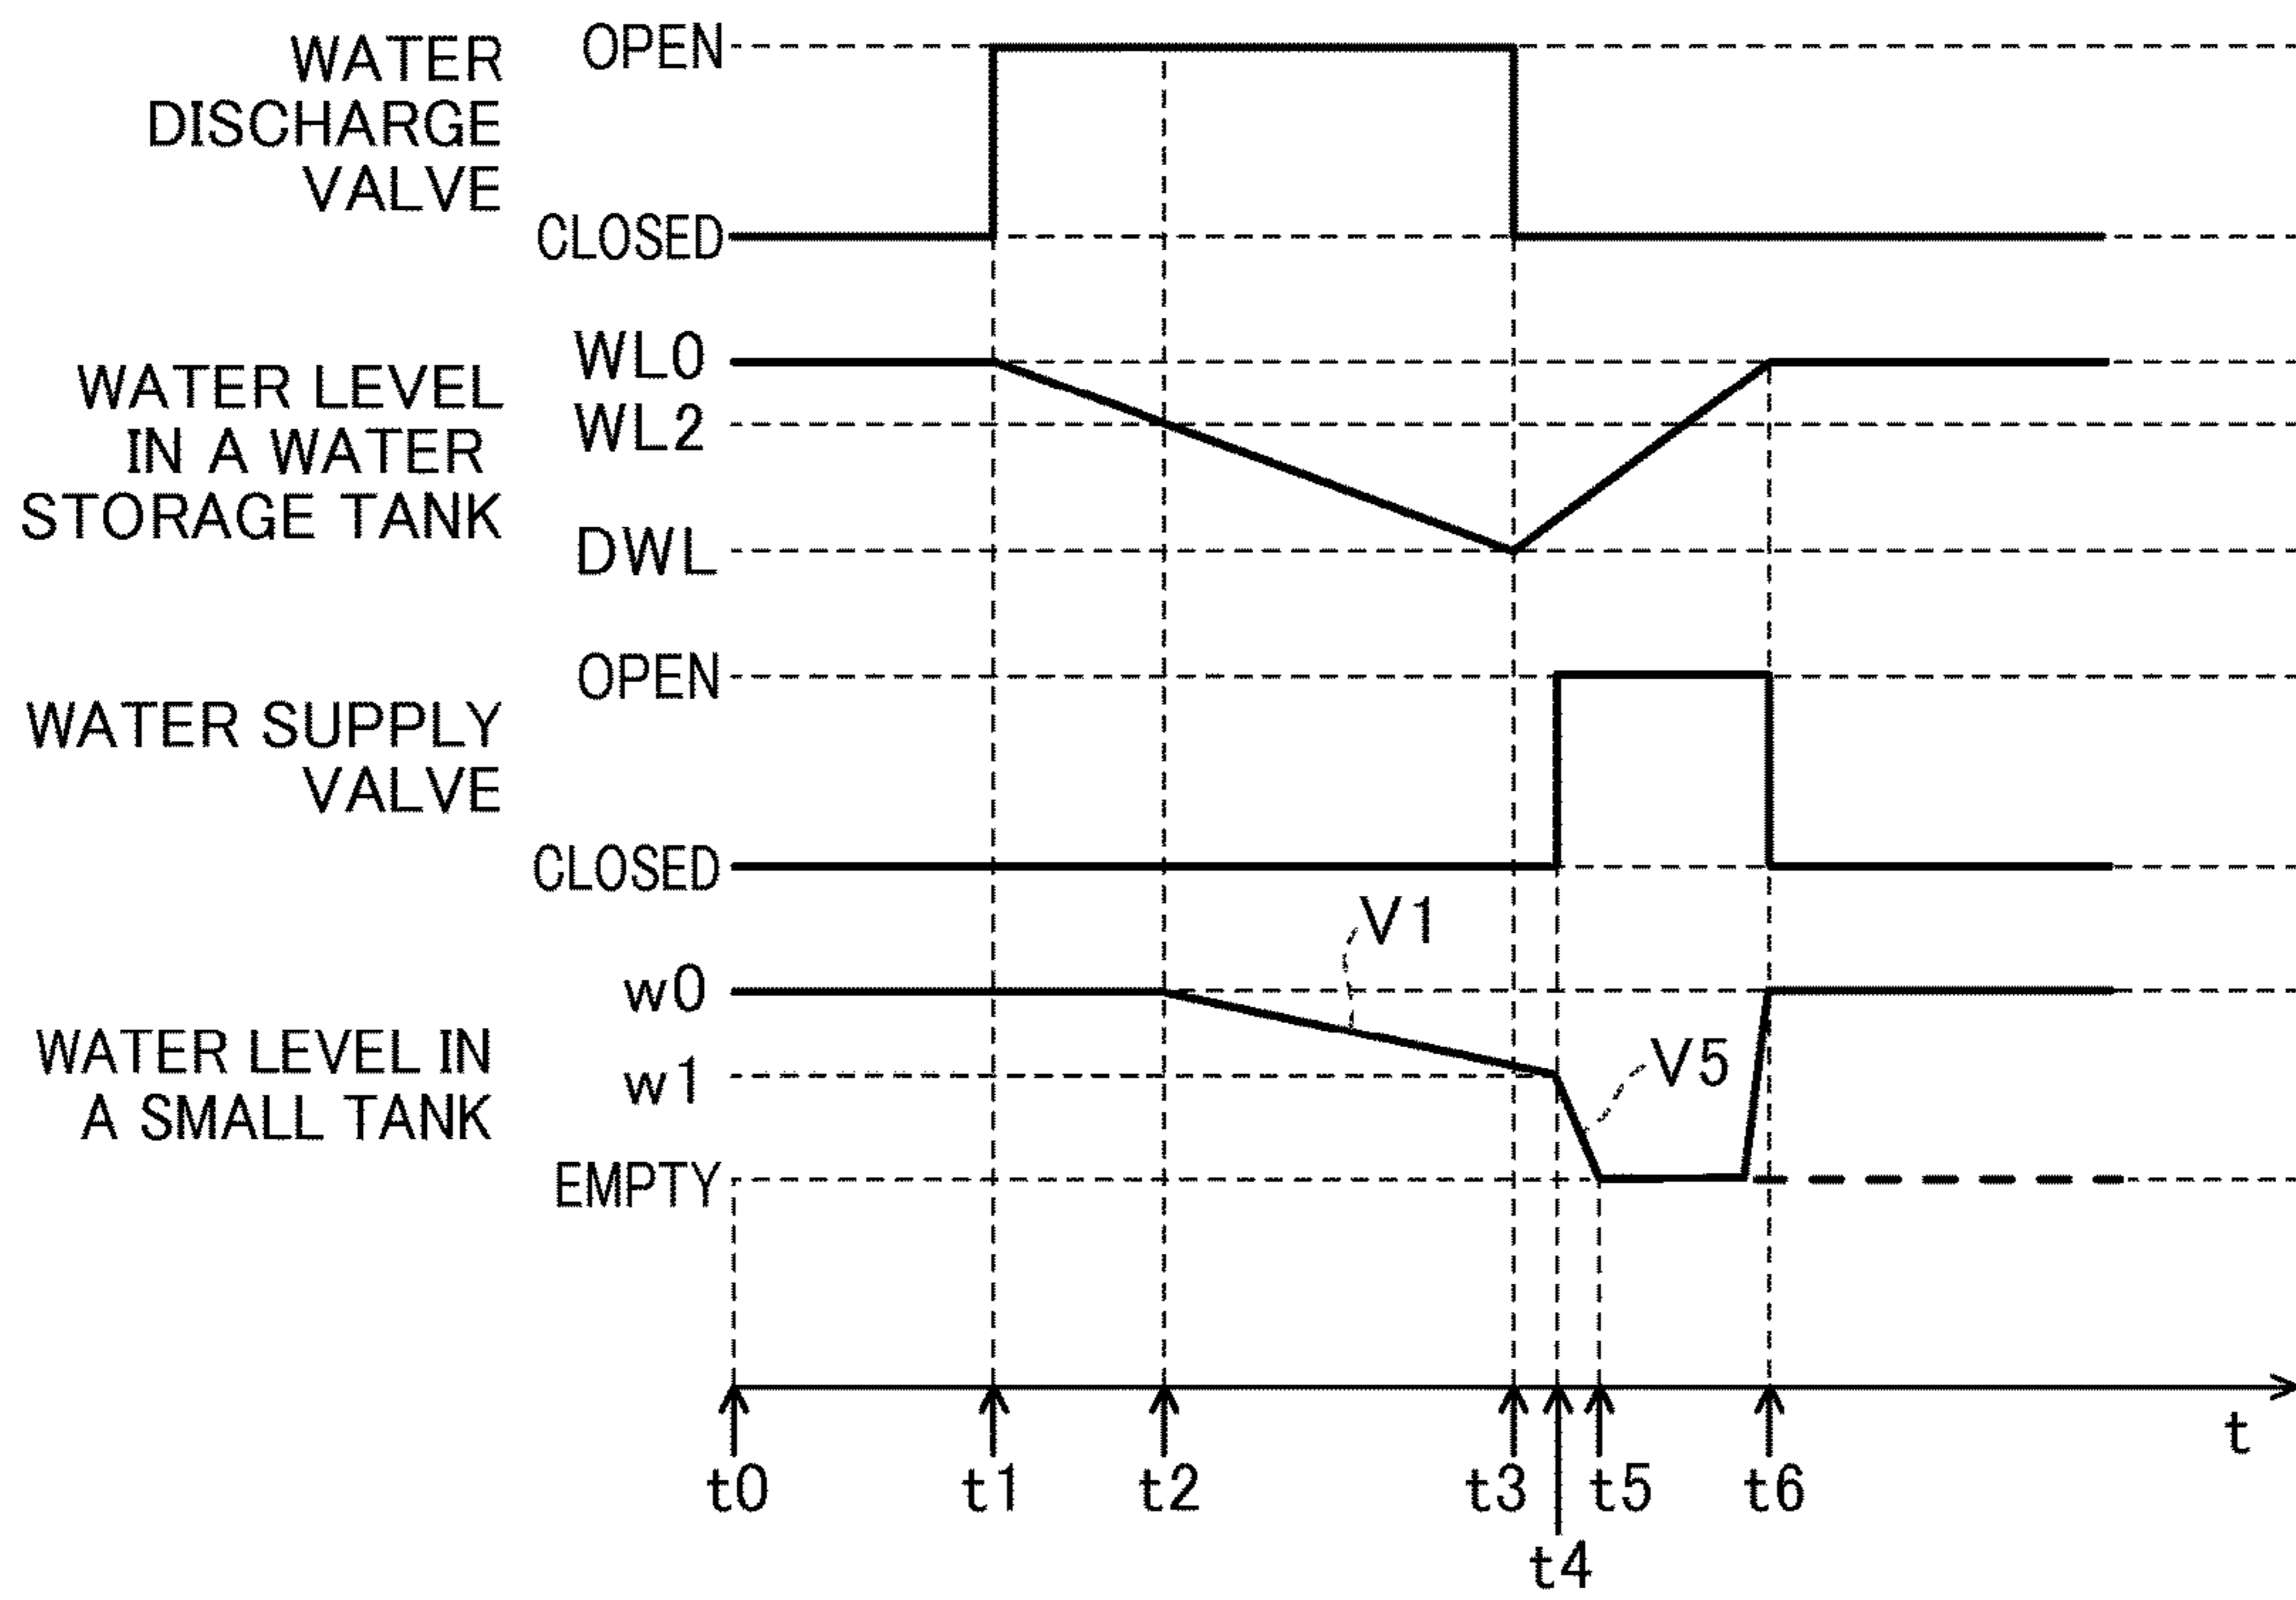 WATER
DISCHARGE
VALVE
OPEN
CLOSED
WATER LEVEL
IN A WATER
STORAGE TANK
WL0
WL2
DWL
WATER SUPPLY
VALVE
OPEN
CLOSED
V1
WATER LEVEL IN
A SMALL TANK
w0
w1
EMPTY
V5
t
t0
t1
t2
t3
t5
t6
t4